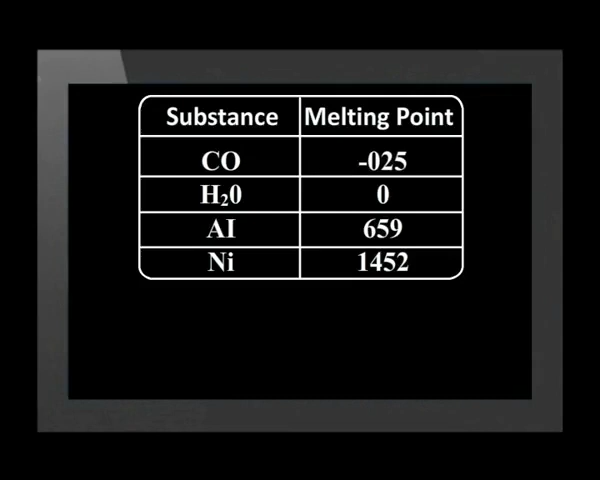 Substance Melting Point
CO -025
H₂0 0
AI 659
Ni 1452